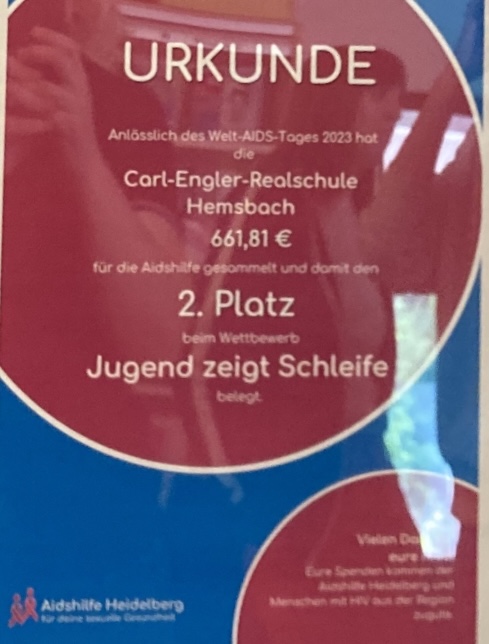 URKUNDE
Anlässlich des Welt-AIDS-Tages 2023 hat
die
Carl-Engler-Realschule
Hemsbach
661,81 €
für die Aidshilfe gesammelt und damit den
2. Platz
beim Wettbewerb
Jugend zeigt Schleife
belegt.
Vielen
eure
Eure Spenden kommen der
Aidshilfe Heidelberg und
Menschen mit HIV aus der Region
zugute.
Aidshilfe Heidelberg
für deine sexuelle Gesundheit